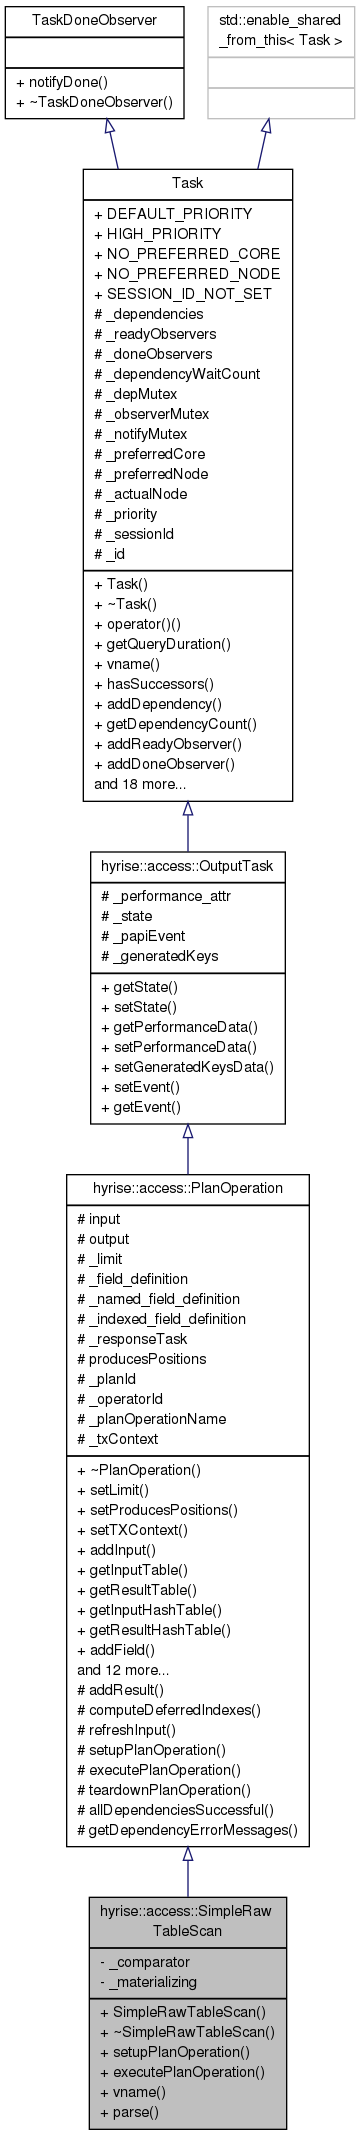 TaskDoneObserver
+ notifyDone()
+ ~TaskDoneObserver()
std::enable_shared
_from_this< Task >
Task
+ DEFAULT_PRIORITY
+ HIGH_PRIORITY
+ NO_PREFERRED_CORE
+ NO_PREFERRED_NODE
+ SESSION_ID_NOT_SET
# _dependencies
# _readyObservers
# _doneObservers
# _dependencyWaitCount
# _depMutex
# _observerMutex
# _notifyMutex
# _preferredCore
# _preferredNode
# _actualNode
# _priority
# _sessionId
# _id
+ Task()
+ ~Task()
+ operator()()
+ getQueryDuration()
+ vname()
+ hasSuccessors()
+ addDependency()
+ getDependencyCount()
+ addReadyObserver()
+ addDoneObserver()
and 18 more...
hyrise::access::OutputTask
# _performance_attr
# _state
# _papiEvent
# _generatedKeys
+ getState()
+ setState()
+ getPerformanceData()
+ setPerformanceData()
+ setGeneratedKeysData()
+ setEvent()
+ getEvent()
hyrise::access::PlanOperation
# input
# output
# _limit
# _field_definition
# _named_field_definition
# _indexed_field_definition
# _responseTask
# producesPositions
# _planId
# _operatorId
# _planOperationName
# _txContext
+ ~PlanOperation()
+ setLimit()
+ setProducesPositions()
+ setTXContext()
+ addInput()
+ getInputTable()
+ getResultTable()
+ getInputHashTable()
+ getResultHashTable()
+ addField()
and 12 more...
# addResult()
# computeDeferredIndexes()
# refreshInput()
# setupPlanOperation()
# executePlanOperation()
# teardownPlanOperation()
# allDependenciesSuccessful()
# getDependencyErrorMessages()
hyrise::access::SimpleRaw
TableScan
- _comparator
- _materializing
+ SimpleRawTableScan()
+ ~SimpleRawTableScan()
+ setupPlanOperation()
+ executePlanOperation()
+ vname()
+ parse()